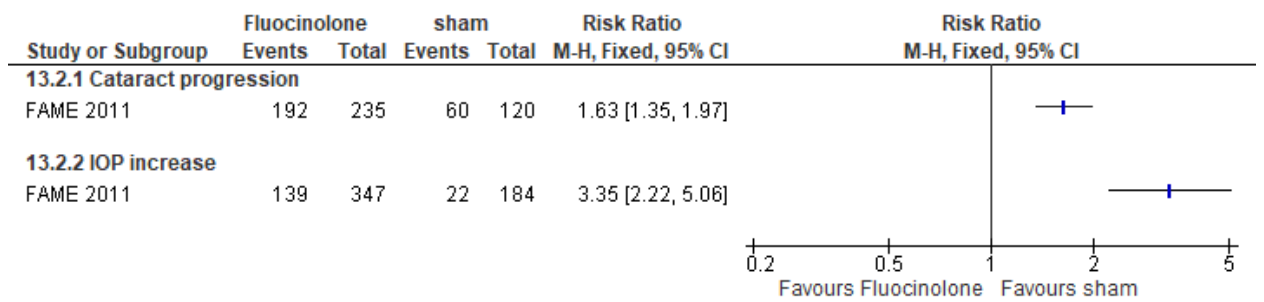 Fluocinolone sham Risk Ratio Risk Ratio
Study or Subgroup Events Total Events Total M-H, Fixed, 95% CI M-H, Fixed, 95% CI
13.2.1 Cataract progression
FAME 2011 192 235 60 120 1.63 [1.35, 1.97]
13.2.2 IOP increase
FAME 2011 139 347 22 184 3.35 [2.22, 5.06]
0.2 0.5 1 2 5
Favours Fluocinolone Favours sham